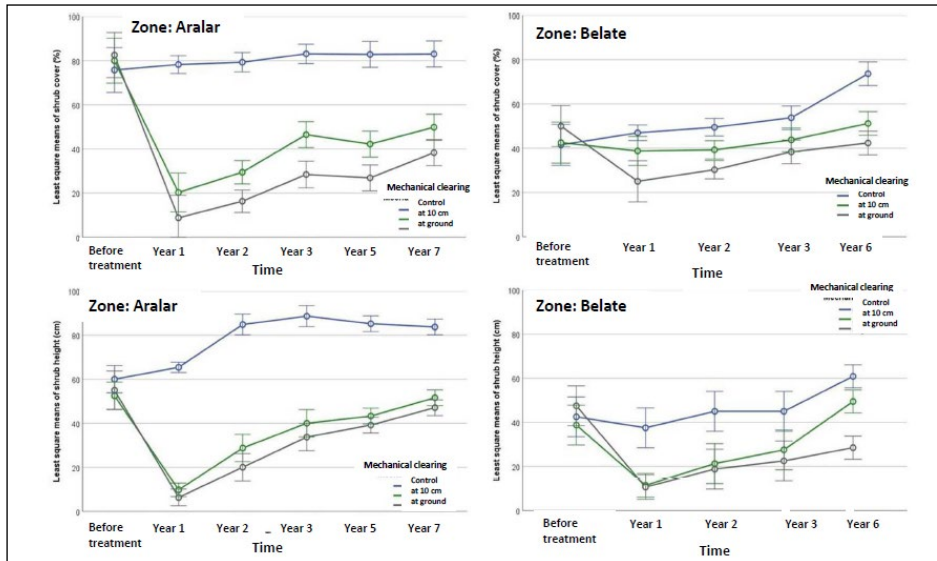 Zone: Aralar
Least square means of shrub cover (%)
100
80
60
40
20
0
Mechanical clearing
Control
at 10 cm
at ground
Before treatment
Year 1
Year 2
Year 3
Year 5
Year 7
Time
Zone: Belate
Least square means of shrub cover (%)
100
80
60
40
20
0
Mechanical clearing
Control
at 10 cm
at ground
Before treatment
Year 1
Year 2
Year 3
Year 6
Time
Zone: Aralar
Least square means of shrub height (cm)
100
80
60
40
20
0
Mechanical clearing
Control
at 10 cm
at ground
Before treatment
Year 1
Year 2
Year 3
Year 5
Year 7
Time
Zone: Belate
Least square means of shrub height (cm)
100
80
60
40
20
0
Mechanical clearing
Control
at 10 cm
at ground
Before treatment
Year 1
Year 2
Year 3
Year 6
Time